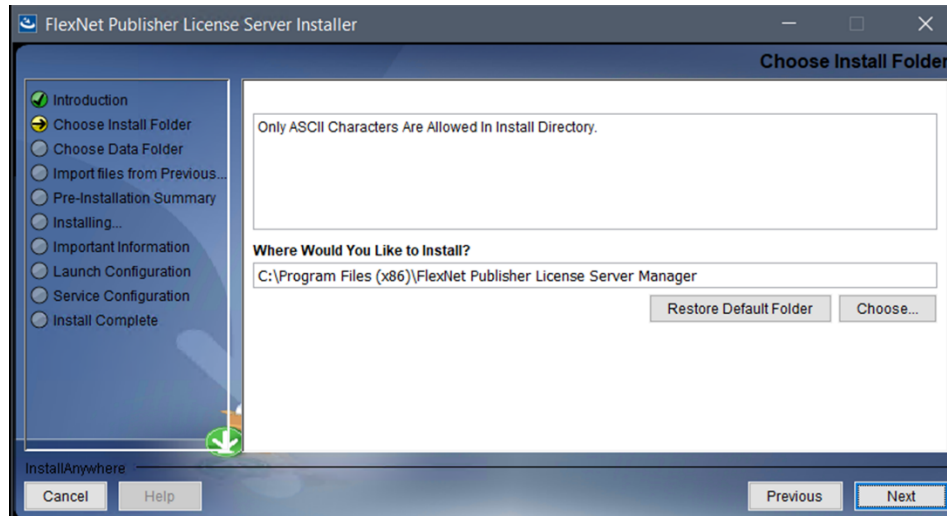 FlexNet Publisher License Server Installer
Choose Install Folder
Introduction
Choose Install Folder
Choose Data Folder
Import files from Previous...
Pre-Installation Summary
Installing...
Important Information
Launch Configuration
Service Configuration
Install Complete
Only ASCII Characters Are Allowed In Install Directory.
Where Would You Like to Install?
C:\Program Files (x86)\FlexNet Publisher License Server Manager
Restore Default Folder Choose...
InstallAnywhere
Cancel Help Previous Next